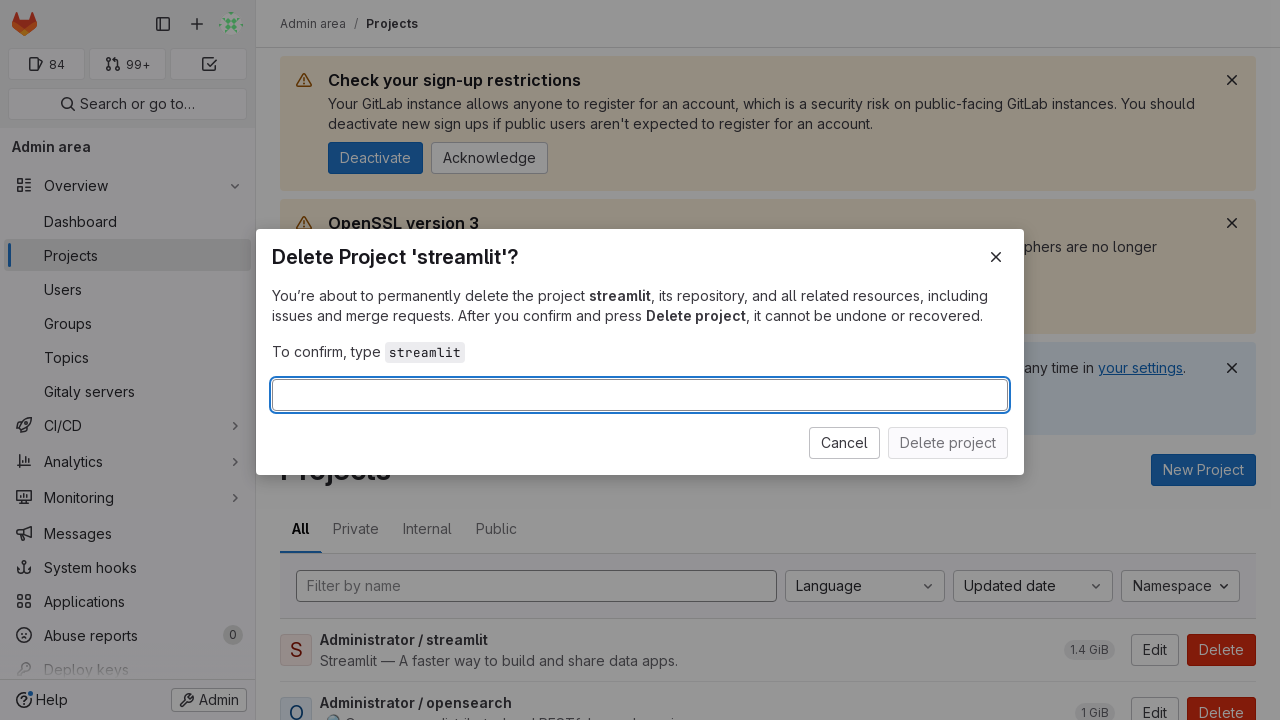 Admin area / Projects
84
99+
Search or go to…
Admin area
Overview
Dashboard
Projects
Users
Groups
Topics
Gitaly servers
CI/CD
Analytics
Monitoring
Messages
System hooks
Applications
Abuse reports 0
Deploy keys
Help
Admin
Check your sign-up restrictions
Your GitLab instance allows anyone to register for an account, which is a security risk on public-facing GitLab instances. You should
deactivate new sign ups if public users aren't expected to register for an account.
Deactivate
Acknowledge
OpenSSL version 3
phers are no longer
any time in your settings.
Delete Project 'streamlit'?
You’re about to permanently delete the project streamlit, its repository, and all related resources, including
issues and merge requests. After you confirm and press Delete project, it cannot be undone or recovered.
To confirm, type streamlit
Cancel
Delete project
Projects
New Project
All
Private
Internal
Public
Filter by name
Language
Updated date
Namespace
S
Administrator / streamlit
Streamlit — A faster way to build and share data apps.
1.4 GiB
Edit
Delete
O
Administrator / opensearch
1 GiB
Edit
Delete